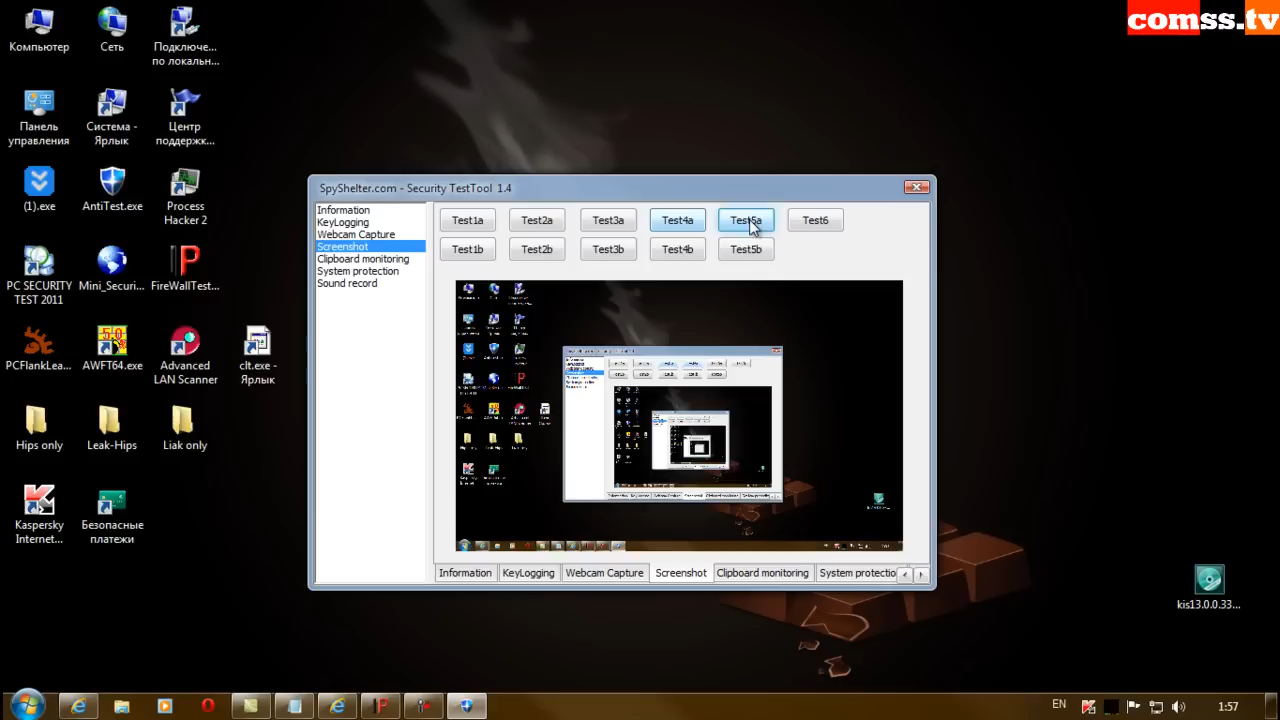 comss.tv
Компьютер
Сеть
Подключе...
по локальн...
Панель
управления
Система -
Ярлык
Центр
поддержк...
(1).exe
AntiTest.exe
Process
Hacker 2
PC SECURITY
TEST 2011
Mini_Securi...
FireWallTest...
PCFlankLea...
AWFT64.exe
Advanced
LAN Scanner
clt.exe -
Ярлык
Hips only
Leak-Hips
Liak only
Kaspersky
Internet...
Безопасные
платежи
SpyShelter.com - Security TestTool 1.4
Information
KeyLogging
Webcam Capture
Screenshot
Clipboard monitoring
System protection
Sound record
Test1a
Test2a
Test3a
Test4a
Test5a
Test6
Test1b
Test2b
Test3b
Test4b
Test5b
Information
KeyLogging
Webcam Capture
Screenshot
Clipboard monitoring
System protectio
kis13.0.0.33...
EN
1:57